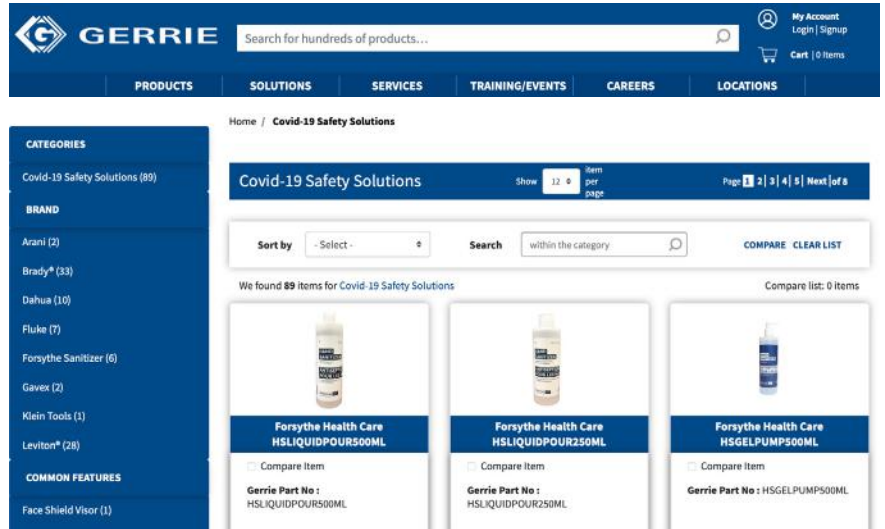 GERRIE
Search for hundreds of products...
My Account
Login | Signup
Cart | 0 Items
PRODUCTS SOLUTIONS SERVICES TRAINING/EVENTS CAREERS LOCATIONS
Home / Covid-19 Safety Solutions
CATEGORIES
Covid-19 Safety Solutions (89)
BRAND
Arani (2)
Brady® (33)
Dahua (10)
Fluke (7)
Forsythe Sanitizer (6)
Gavex (2)
Klein Tools (1)
Leviton® (28)
COMMON FEATURES
Face Shield Visor (1)
Covid-19 Safety Solutions
Show 12 item per page
Page 1 2 | 3 | 4 | 5 | Next | of 8
Sort by - Select - Search within the category COMPARE CLEAR LIST
We found 89 items for Covid-19 Safety Solutions
Compare list: 0 items
Forsythe Health Care
HSLIQUIDPOUR500ML
Compare Item
Gerrie Part No :
HSLIQUIDPOUR500ML
Forsythe Health Care
HSLIQUIDPOUR250ML
Compare Item
Gerrie Part No :
HSLIQUIDPOUR250ML
Forsythe Health Care
HSGELPUMP500ML
Compare Item
Gerrie Part No : HSGELPUMP500ML